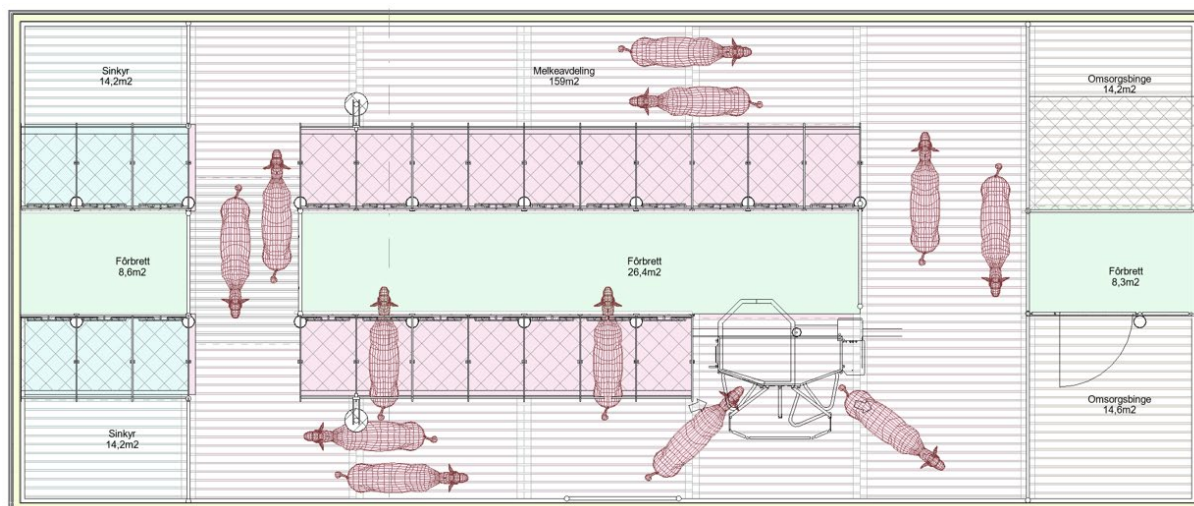 Sinkyr
14,2m2
Melkeavdeling
159m2
Omsorgsbinge
14,2m2
Fôrbrett
8,6m2
Fôrbrett
26,4m2
Fôrbrett
8,3m2
Sinkyr
14,2m2
Omsorgsbinge
14,6m2